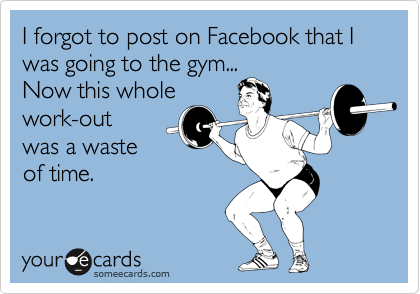 I forgot to post on Facebook that I
was going to the gym...
Now this whole
work-out
was a waste
of time.
your e cards
someecards.com